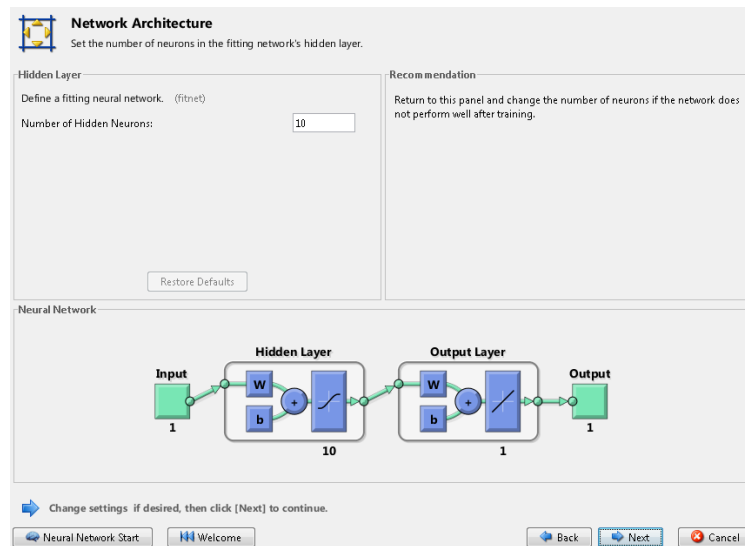 Network Architecture
Set the number of neurons in the fitting network's hidden layer.
Hidden Layer
Define a fitting neural network. (fitnet)
Number of Hidden Neurons: 10
Restore Defaults
Recommendation
Return to this panel and change the number of neurons if the network does
not perform well after training.
Neural Network
Hidden Layer
Output Layer
Input
W
b
+
W
b
+
Output
1
10
1
1
Change settings if desired, then click [Next] to continue.
Neural Network Start
Welcome
Back
Next
Cancel